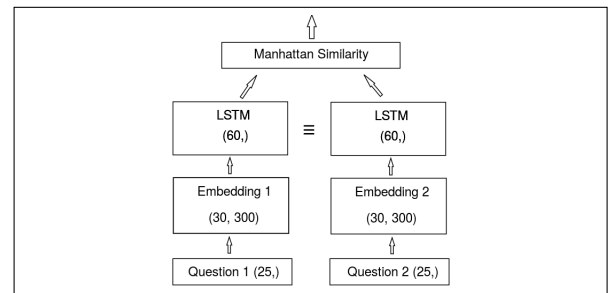 Manhattan Similarity
LSTM
(60,)
≡
LSTM
(60,)
Embedding 1
(30, 300)
Embedding 2
(30, 300)
Question 1 (25,)
Question 2 (25,)